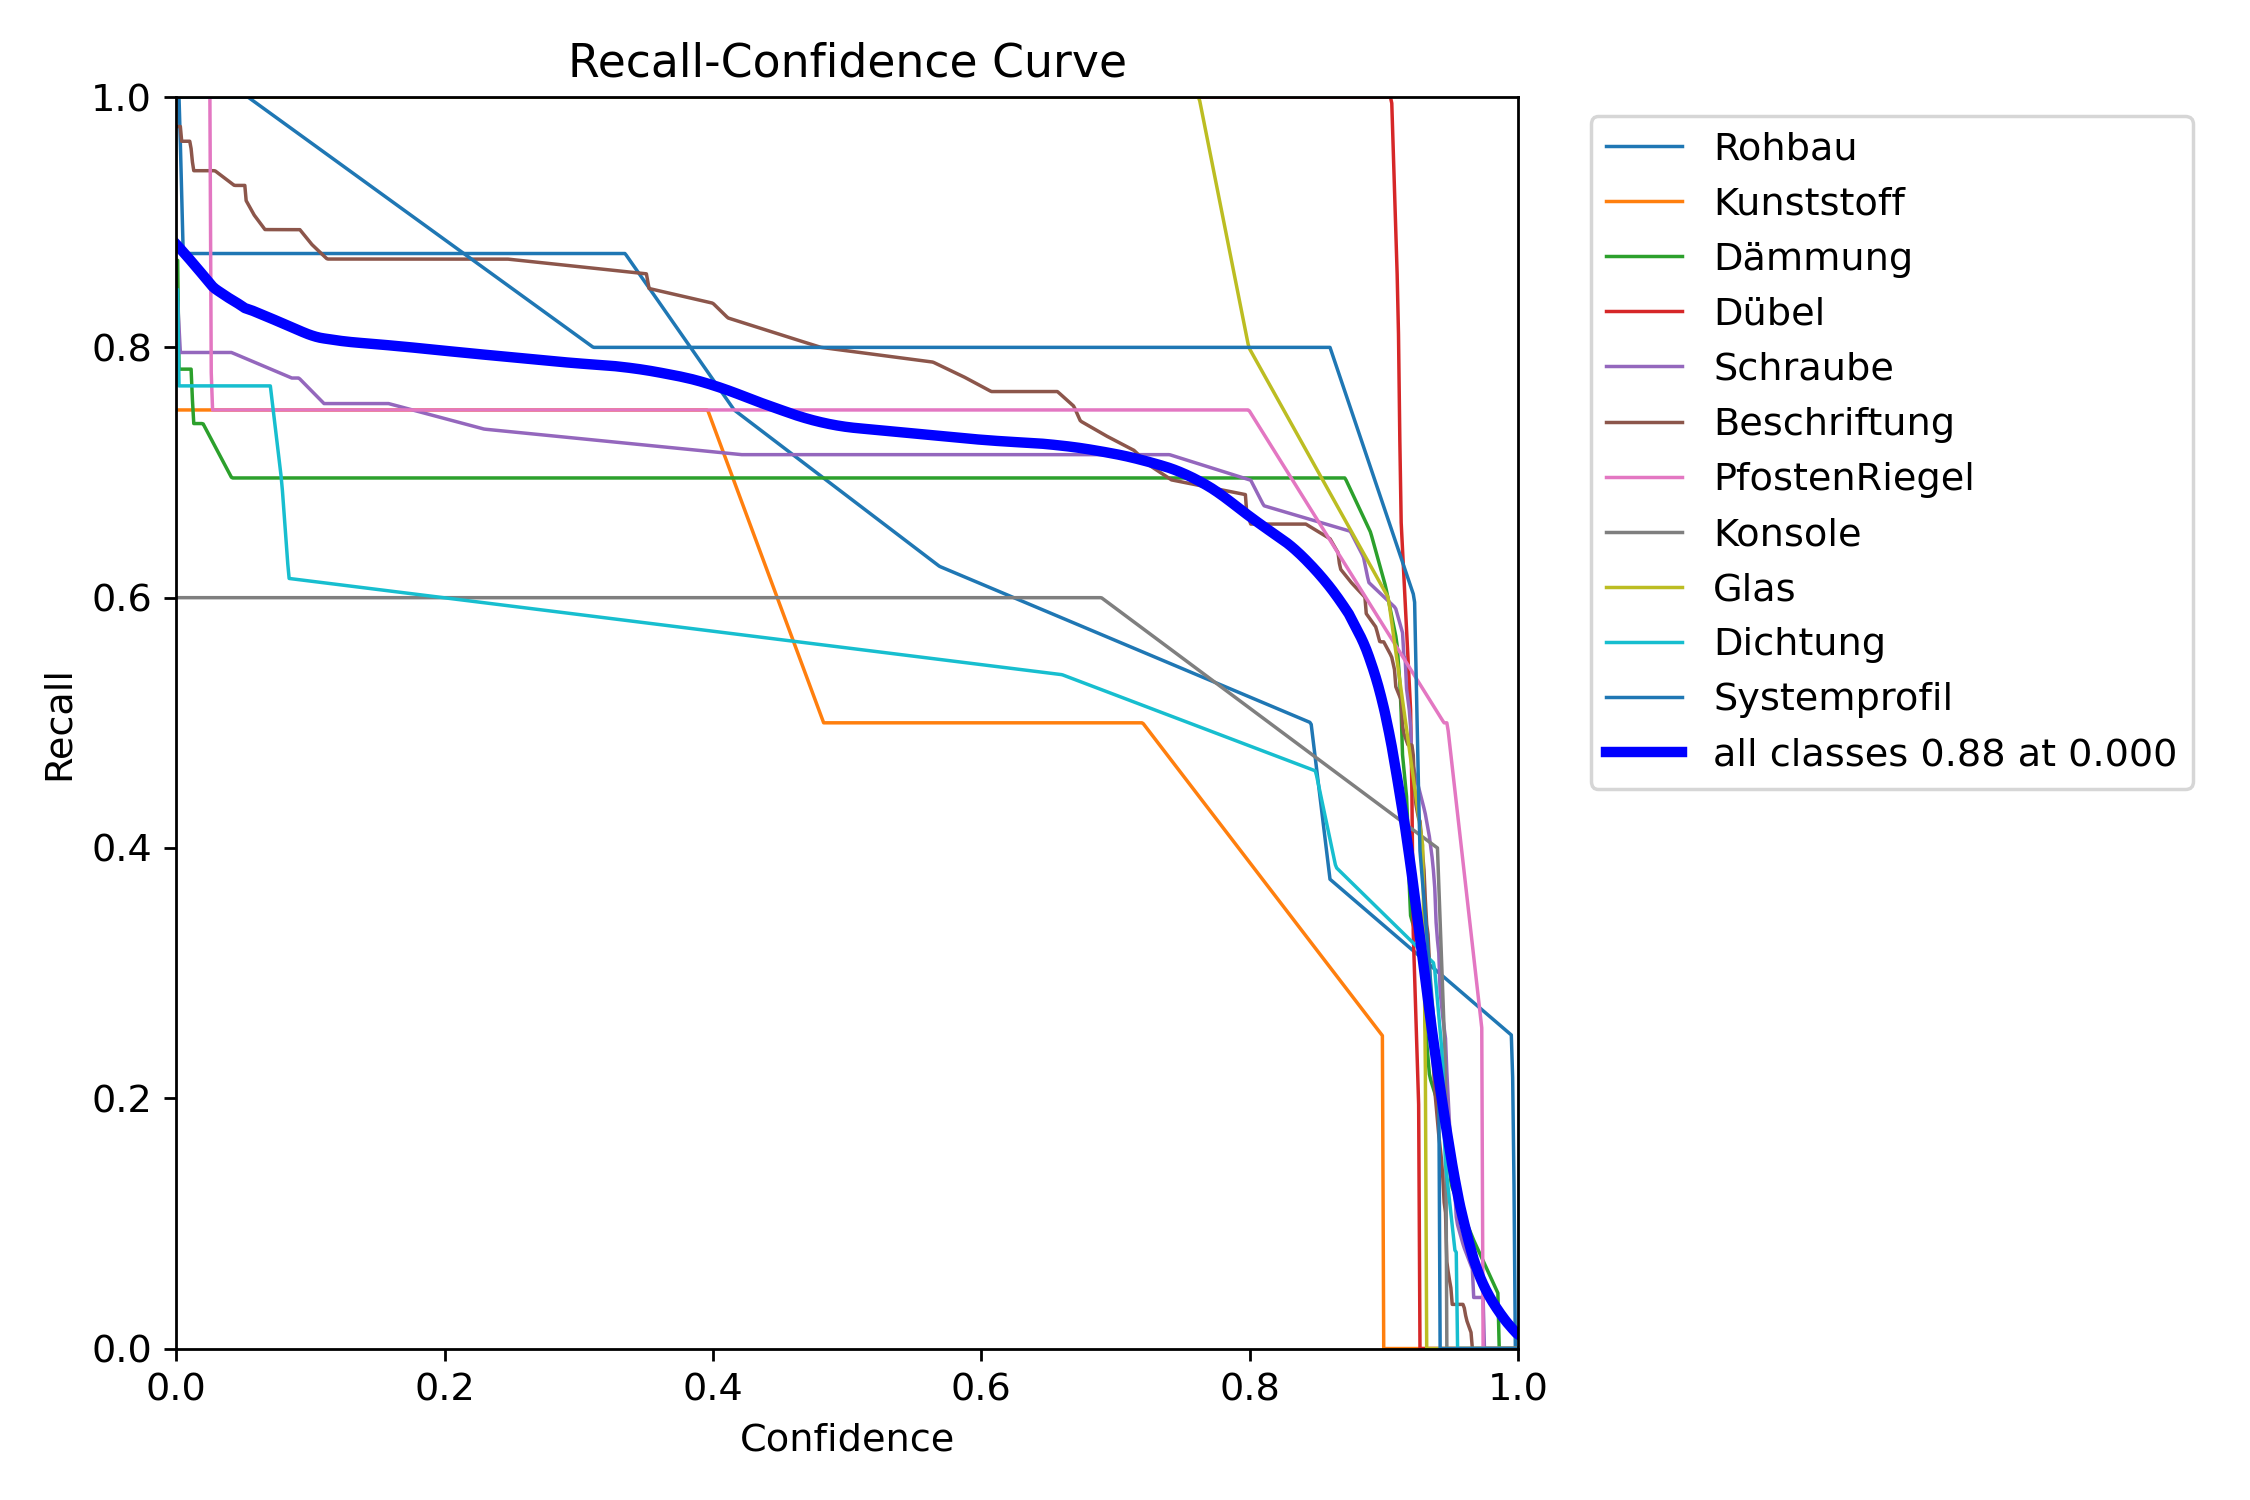 Recall-Confidence Curve
1.0
0.8
0.6
0.4
0.2
0.0
Recall
0.0 0.2 0.4 0.6 0.8 1.0
Confidence
Rohbau
Kunststoff
Dämmung
Dübel
Schraube
Beschriftung
PfostenRiegel
Konsole
Glas
Dichtung
Systemprofil
all classes 0.88 at 0.000